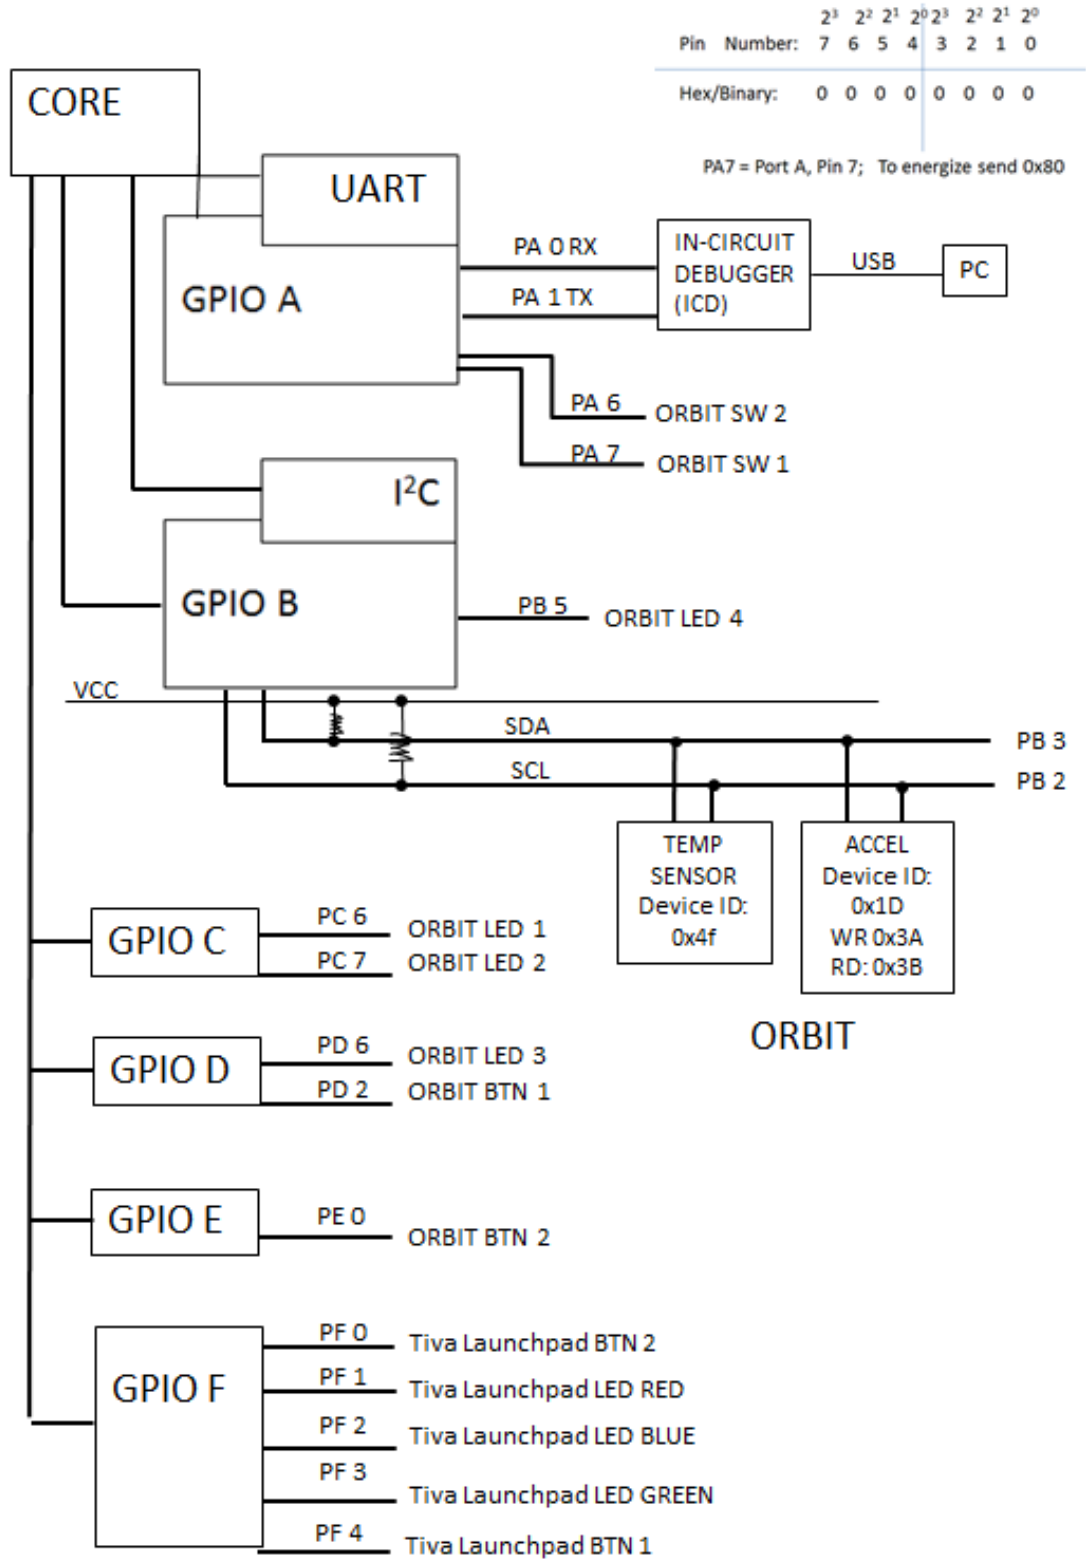 2³ 2² 2¹ 2⁰ 2³ 2² 2¹ 2⁰
Pin Number: 7 6 5 4 3 2 1 0
Hex/Binary: 0 0 0 0 0 0 0 0
PA7 = Port A, Pin 7; To energize send 0x80
CORE
UART
GPIO A
PA 0 RX
PA 1 TX
IN-CIRCUIT
DEBUGGER
(ICD)
USB
PC
PA 6
ORBIT SW 2
PA 7
ORBIT SW 1
I²C
GPIO B
PB 5
ORBIT LED 4
VCC
SDA
PB 3
SCL
PB 2
TEMP
SENSOR
Device ID:
0x4f
ACCEL
Device ID:
0x1D
WR 0x3A
RD: 0x3B
ORBIT
GPIO C
PC 6
ORBIT LED 1
PC 7
ORBIT LED 2
GPIO D
PD 6
ORBIT LED 3
PD 2
ORBIT BTN 1
GPIO E
PE 0
ORBIT BTN 2
GPIO F
PF 0
Tiva Launchpad BTN 2
PF 1
Tiva Launchpad LED RED
PF 2
Tiva Launchpad LED BLUE
PF 3
Tiva Launchpad LED GREEN
PF 4
Tiva Launchpad BTN 1